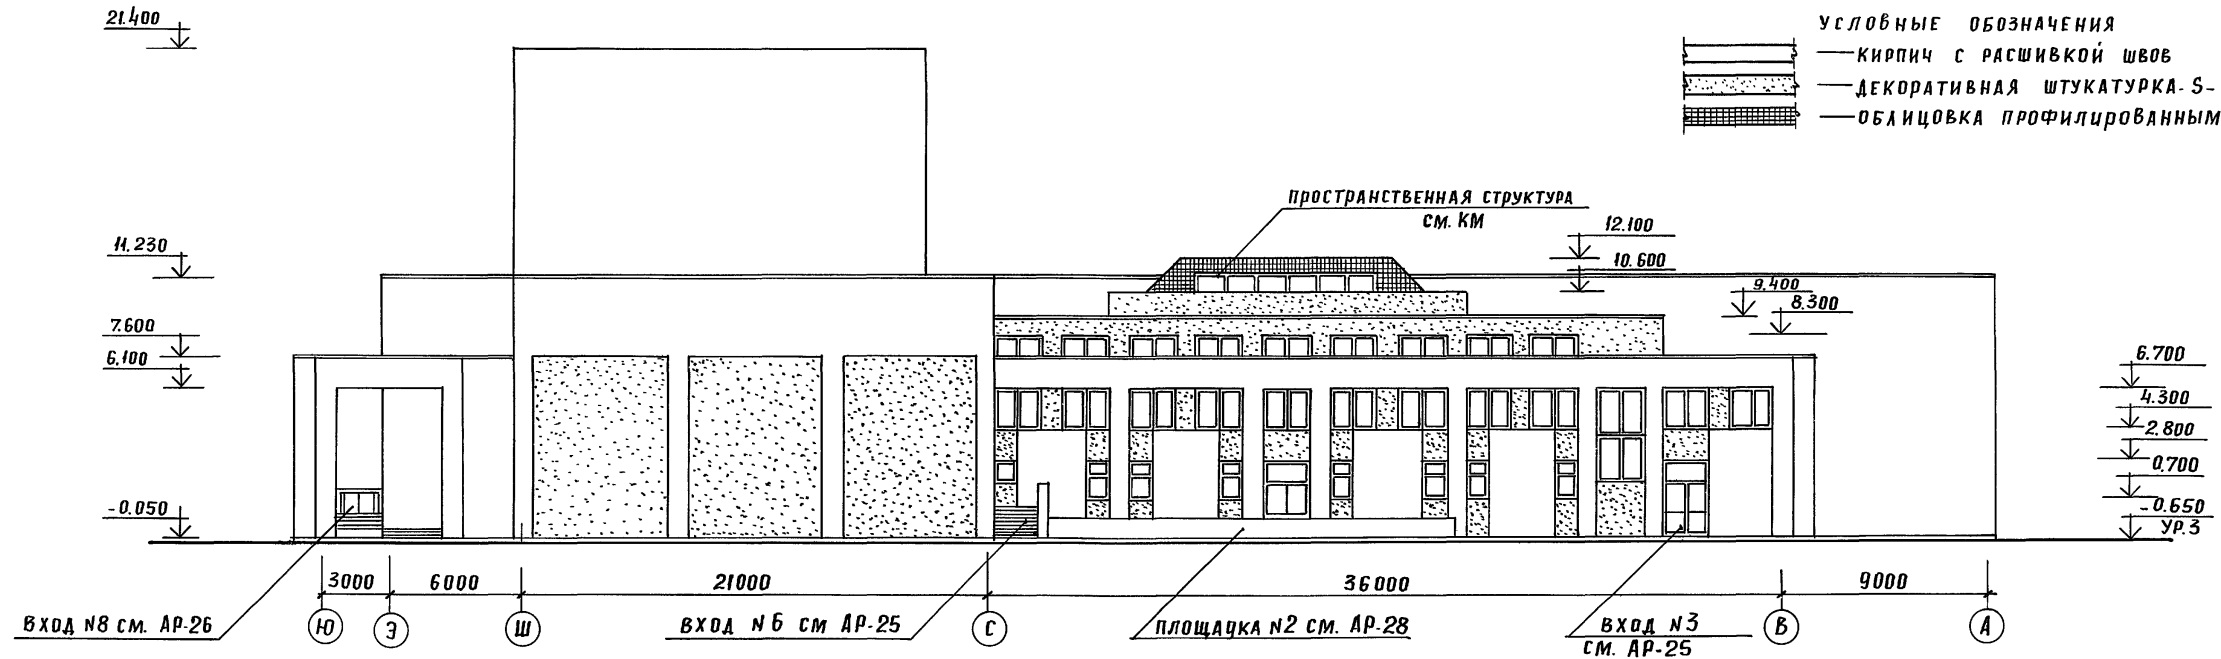 21.400
УСЛОВНЫЕ ОБОЗНАЧЕНИЯ
КИРПИЧ С РАСШИВКОЙ ШВОВ
ДЕКОРАТИВНАЯ ШТУКАТУРКА-S-
ОБЛИЦОВКА ПРОФИЛИРОВАННЫМ
ПРОСТРАНСТВЕННАЯ СТРУКТУРА
СМ. КМ
12.100
11.230
10.600
9.400
8.300
7.600
6.100
6.700
4.300
2.800
0.700
-0.050
-0.650
УР.З
3000
6000
21000
36000
9000
ВХОД N8 СМ. АР-26
Ю
Э
Ш
ВХОД N6 СМ АР-25
С
ПЛОЩАДКА N2 СМ. АР-28
ВХОД N3
СМ. АР-25
В
А